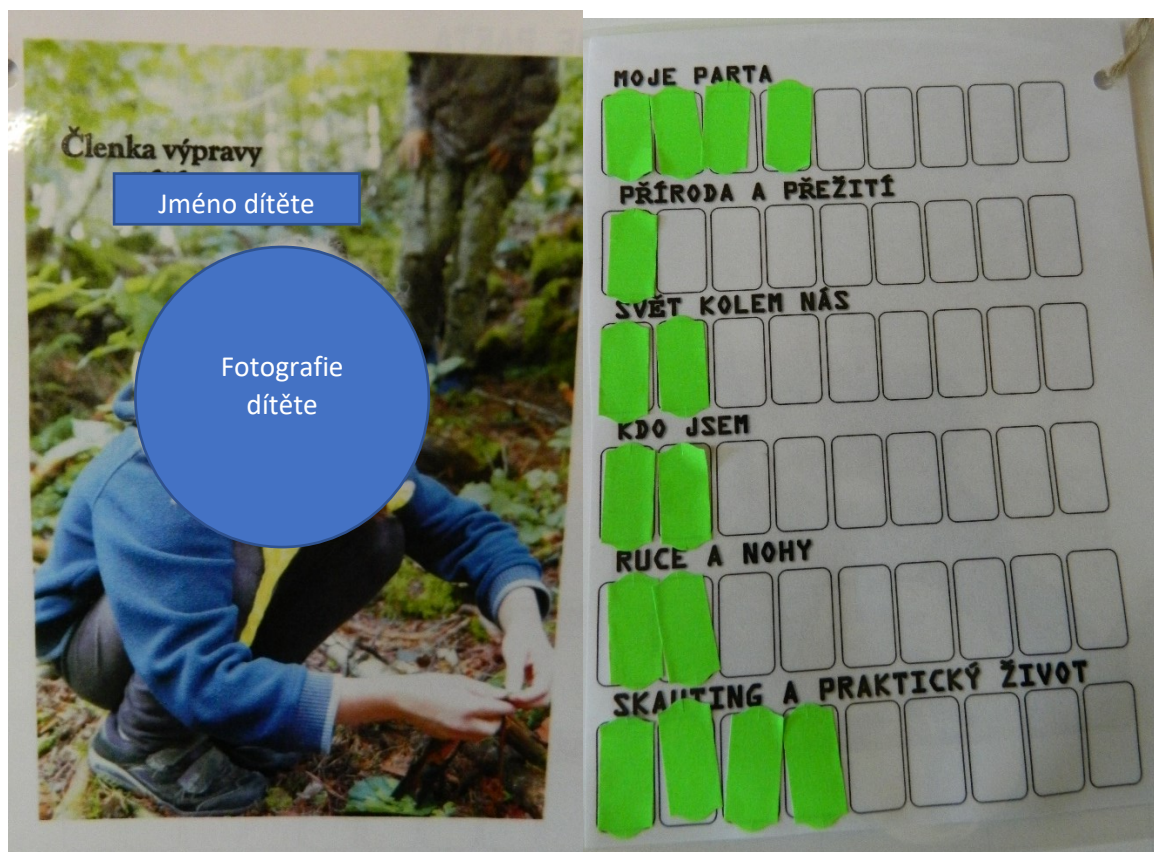 Členka výpravy
Jméno dítěte
Fotografie
dítěte
MOJE PARTA
PŘÍRODA A PŘEŽITÍ
SVĚT KOLEM NÁS
KDO JSEM
RUCE A NOHY
SKAUTING A PRAKTICKÝ ŽIVOT